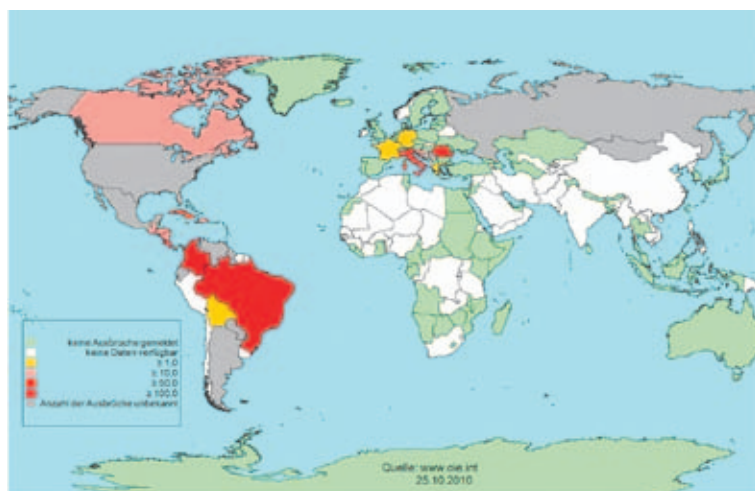 keine Ausbrüche gemeldet
keine Daten verfügbar
≥ 1,0
≥ 10,0
≥ 50,0
≥ 100,0
Anzahl der Ausbrüche unbekannt
Quelle: www.oie.int
25.10.2010